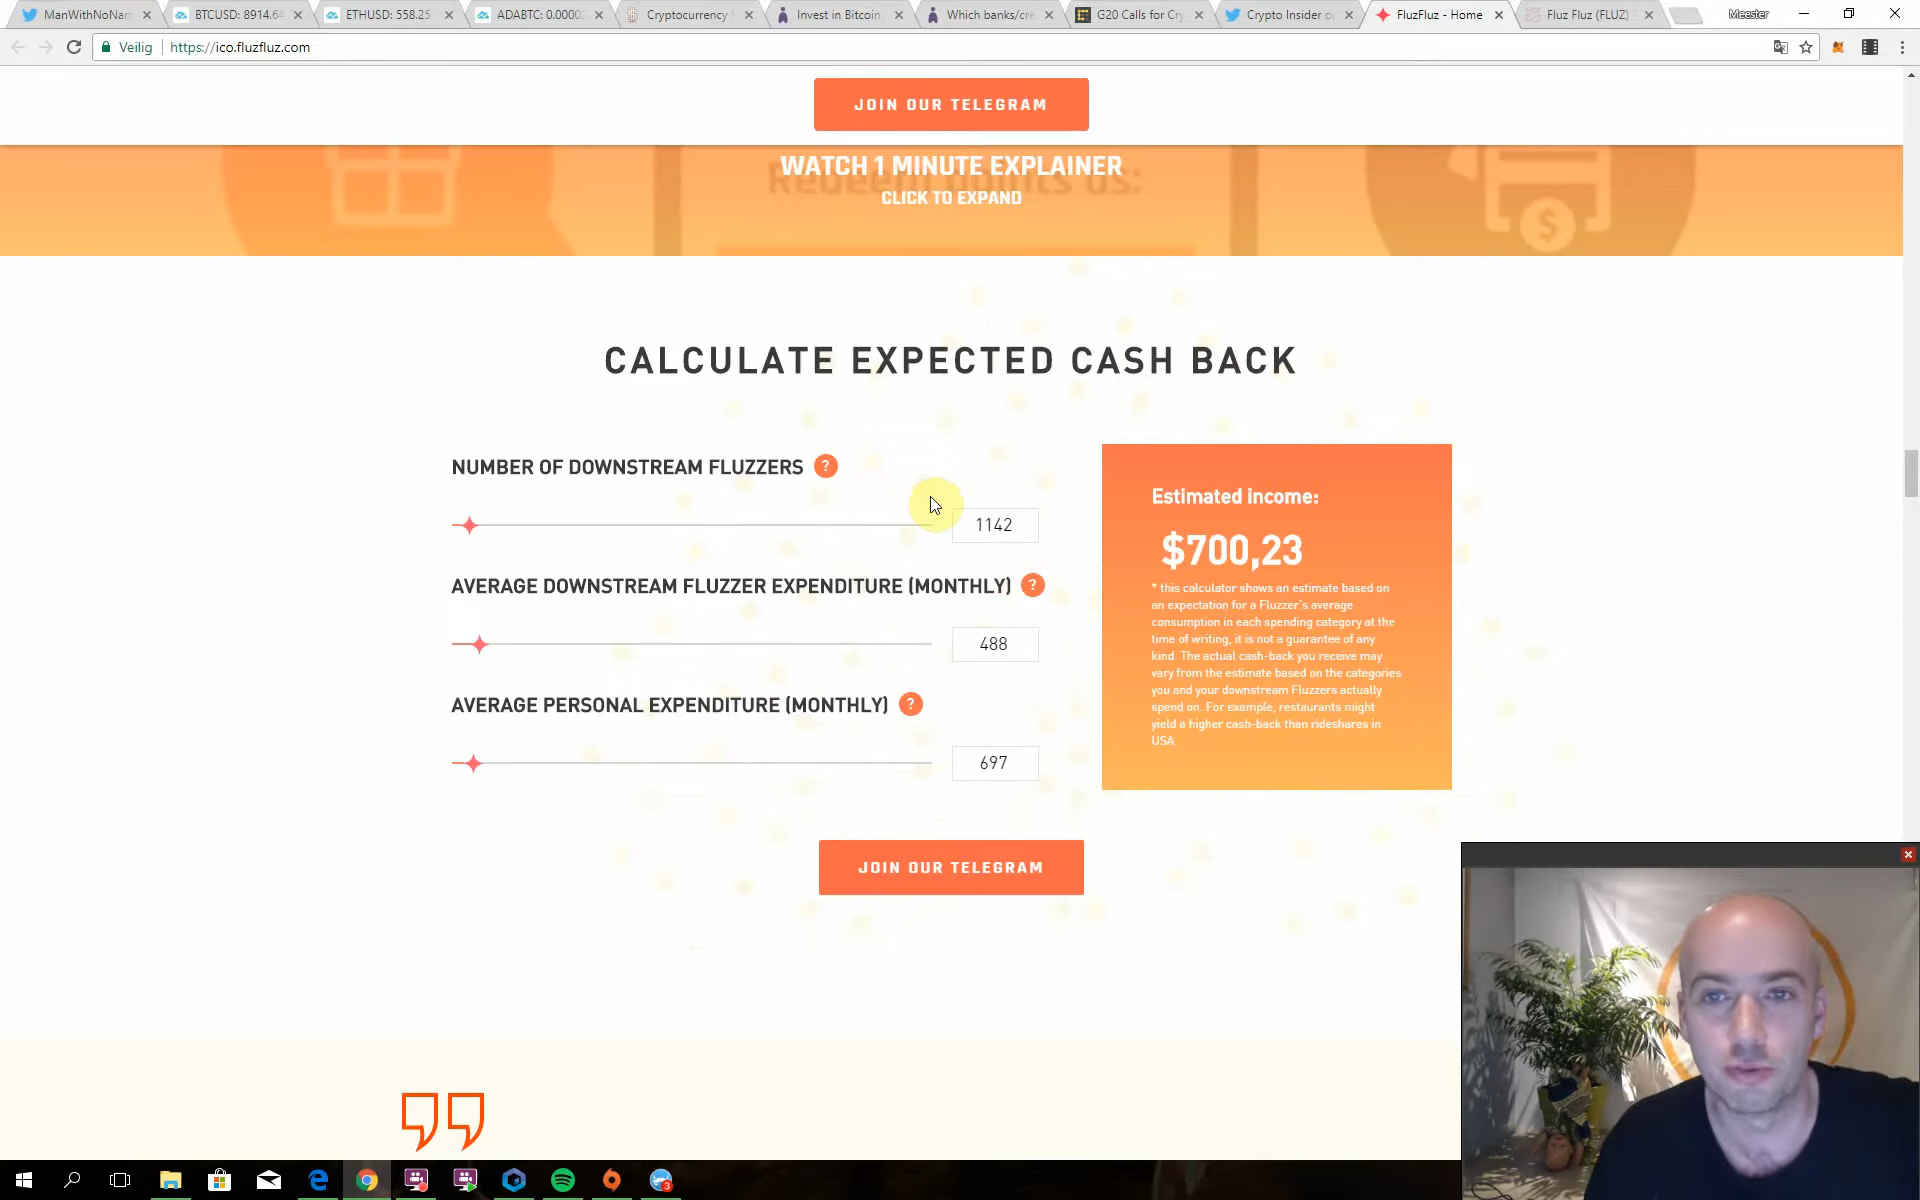 ManWithNoNam
BTCUSD: 8914.64
ETHUSD: 558.25
ADABTC: 0.0000
Cryptocurrency
Invest in Bitcoin
Which banks/cre
G20 Calls for Cry
Crypto Insider o
FluzFluz - Home
Fluz Fluz (FLUZ)
Meester
Veilig
https://ico.fluzfluz.com
JOIN OUR TELEGRAM
WATCH 1 MINUTE EXPLAINER
CLICK TO EXPAND
CALCULATE EXPECTED CASH BACK
NUMBER OF DOWNSTREAM FLUZZERS ?
1142
AVERAGE DOWNSTREAM FLUZZER EXPENDITURE (MONTHLY) ?
488
AVERAGE PERSONAL EXPENDITURE (MONTHLY) ?
697
Estimated income:
$700,23
* this calculator shows an estimate based on
an expectation for a Fluzzer's average
consumption in each spending category at the
time of writing, it is not a guarantee of any
kind. The actual cash-back you receive may
vary from the estimate based on the categories
you and your downstream Fluzzers actually
spend on. For example, restaurants might
yield a higher cash-back than rideshares in
USA
JOIN OUR TELEGRAM
3